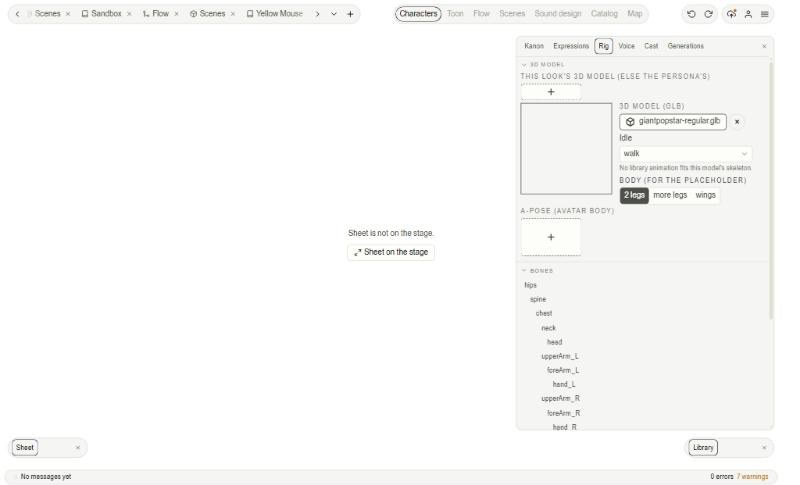 Scenes × Sandbox × Flow × Scenes × Yellow Mouse
Characters Toon Flow Scenes Sound design Catalog Map
Kanon Expressions Rig Voice Cast Generations ×
3D MODEL
THIS LOOK'S 3D MODEL (ELSE THE PERSONA'S)
+
3D MODEL (GLB)
giantpopstar-regular.glb ×
Idle
walk
No library animation fits this model's skeleton.
BODY (FOR THE PLACEHOLDER)
2 legs more legs wings
A-POSE (AVATAR BODY)
+
Sheet is not on the stage.
Sheet on the stage
BONES
hips
spine
chest
neck
head
upperArm_L
foreArm_L
hand_L
upperArm_R
foreArm_R
hand_R
Sheet ×
Library ×
No messages yet
0 errors 7 warnings